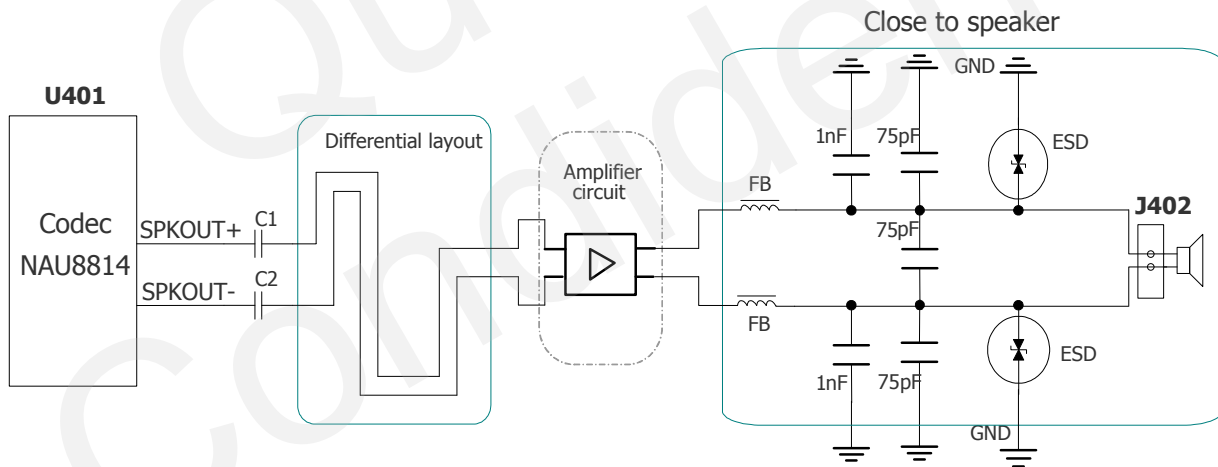 Close to speaker
U401
Codec
NAU8814
SPKOUT+
C1
SPKOUT-
C2
Differential layout
Amplifier
circuit
FB
FB
1nF
75pF
GND
ESD
75pF
J402
1nF
75pF
ESD
GND